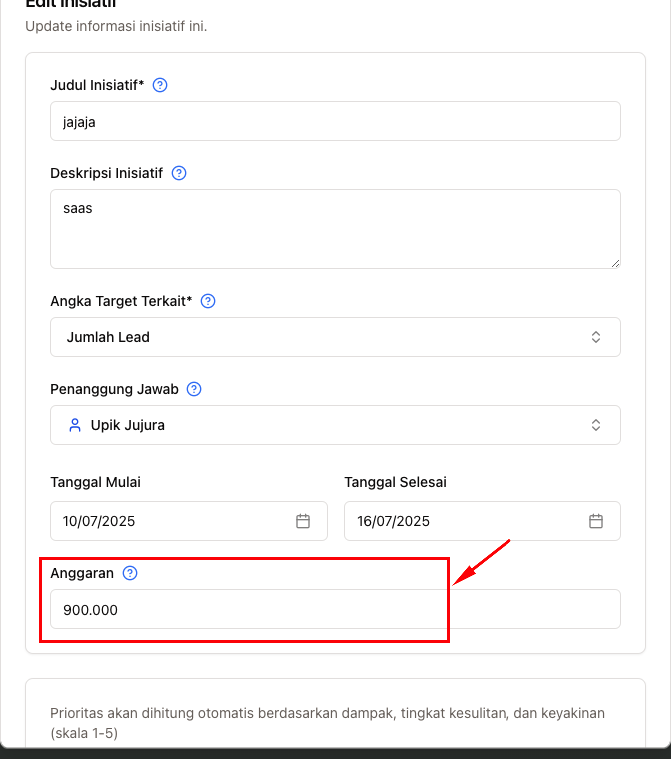 Edit Inisiatif
Update informasi inisiatif ini.
Judul Inisiatif*
jajaja
Deskripsi Inisiatif
saas
Angka Target Terkait*
Jumlah Lead
Penanggung Jawab
Upik Jujura
Tanggal Mulai
Tanggal Selesai
10/07/2025
16/07/2025
Anggaran
900.000
Prioritas akan dihitung otomatis berdasarkan dampak, tingkat kesulitan, dan keyakinan
(skala 1-5)